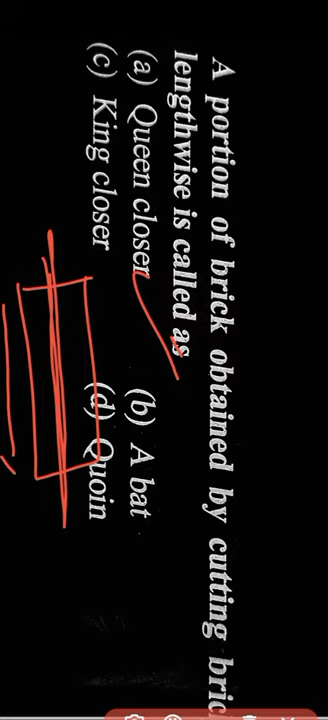 A portion of brick obtained by cutting bric
lengthwise is called as
(a) Queen closer (b) A bat
(c) King closer (d) Quoin